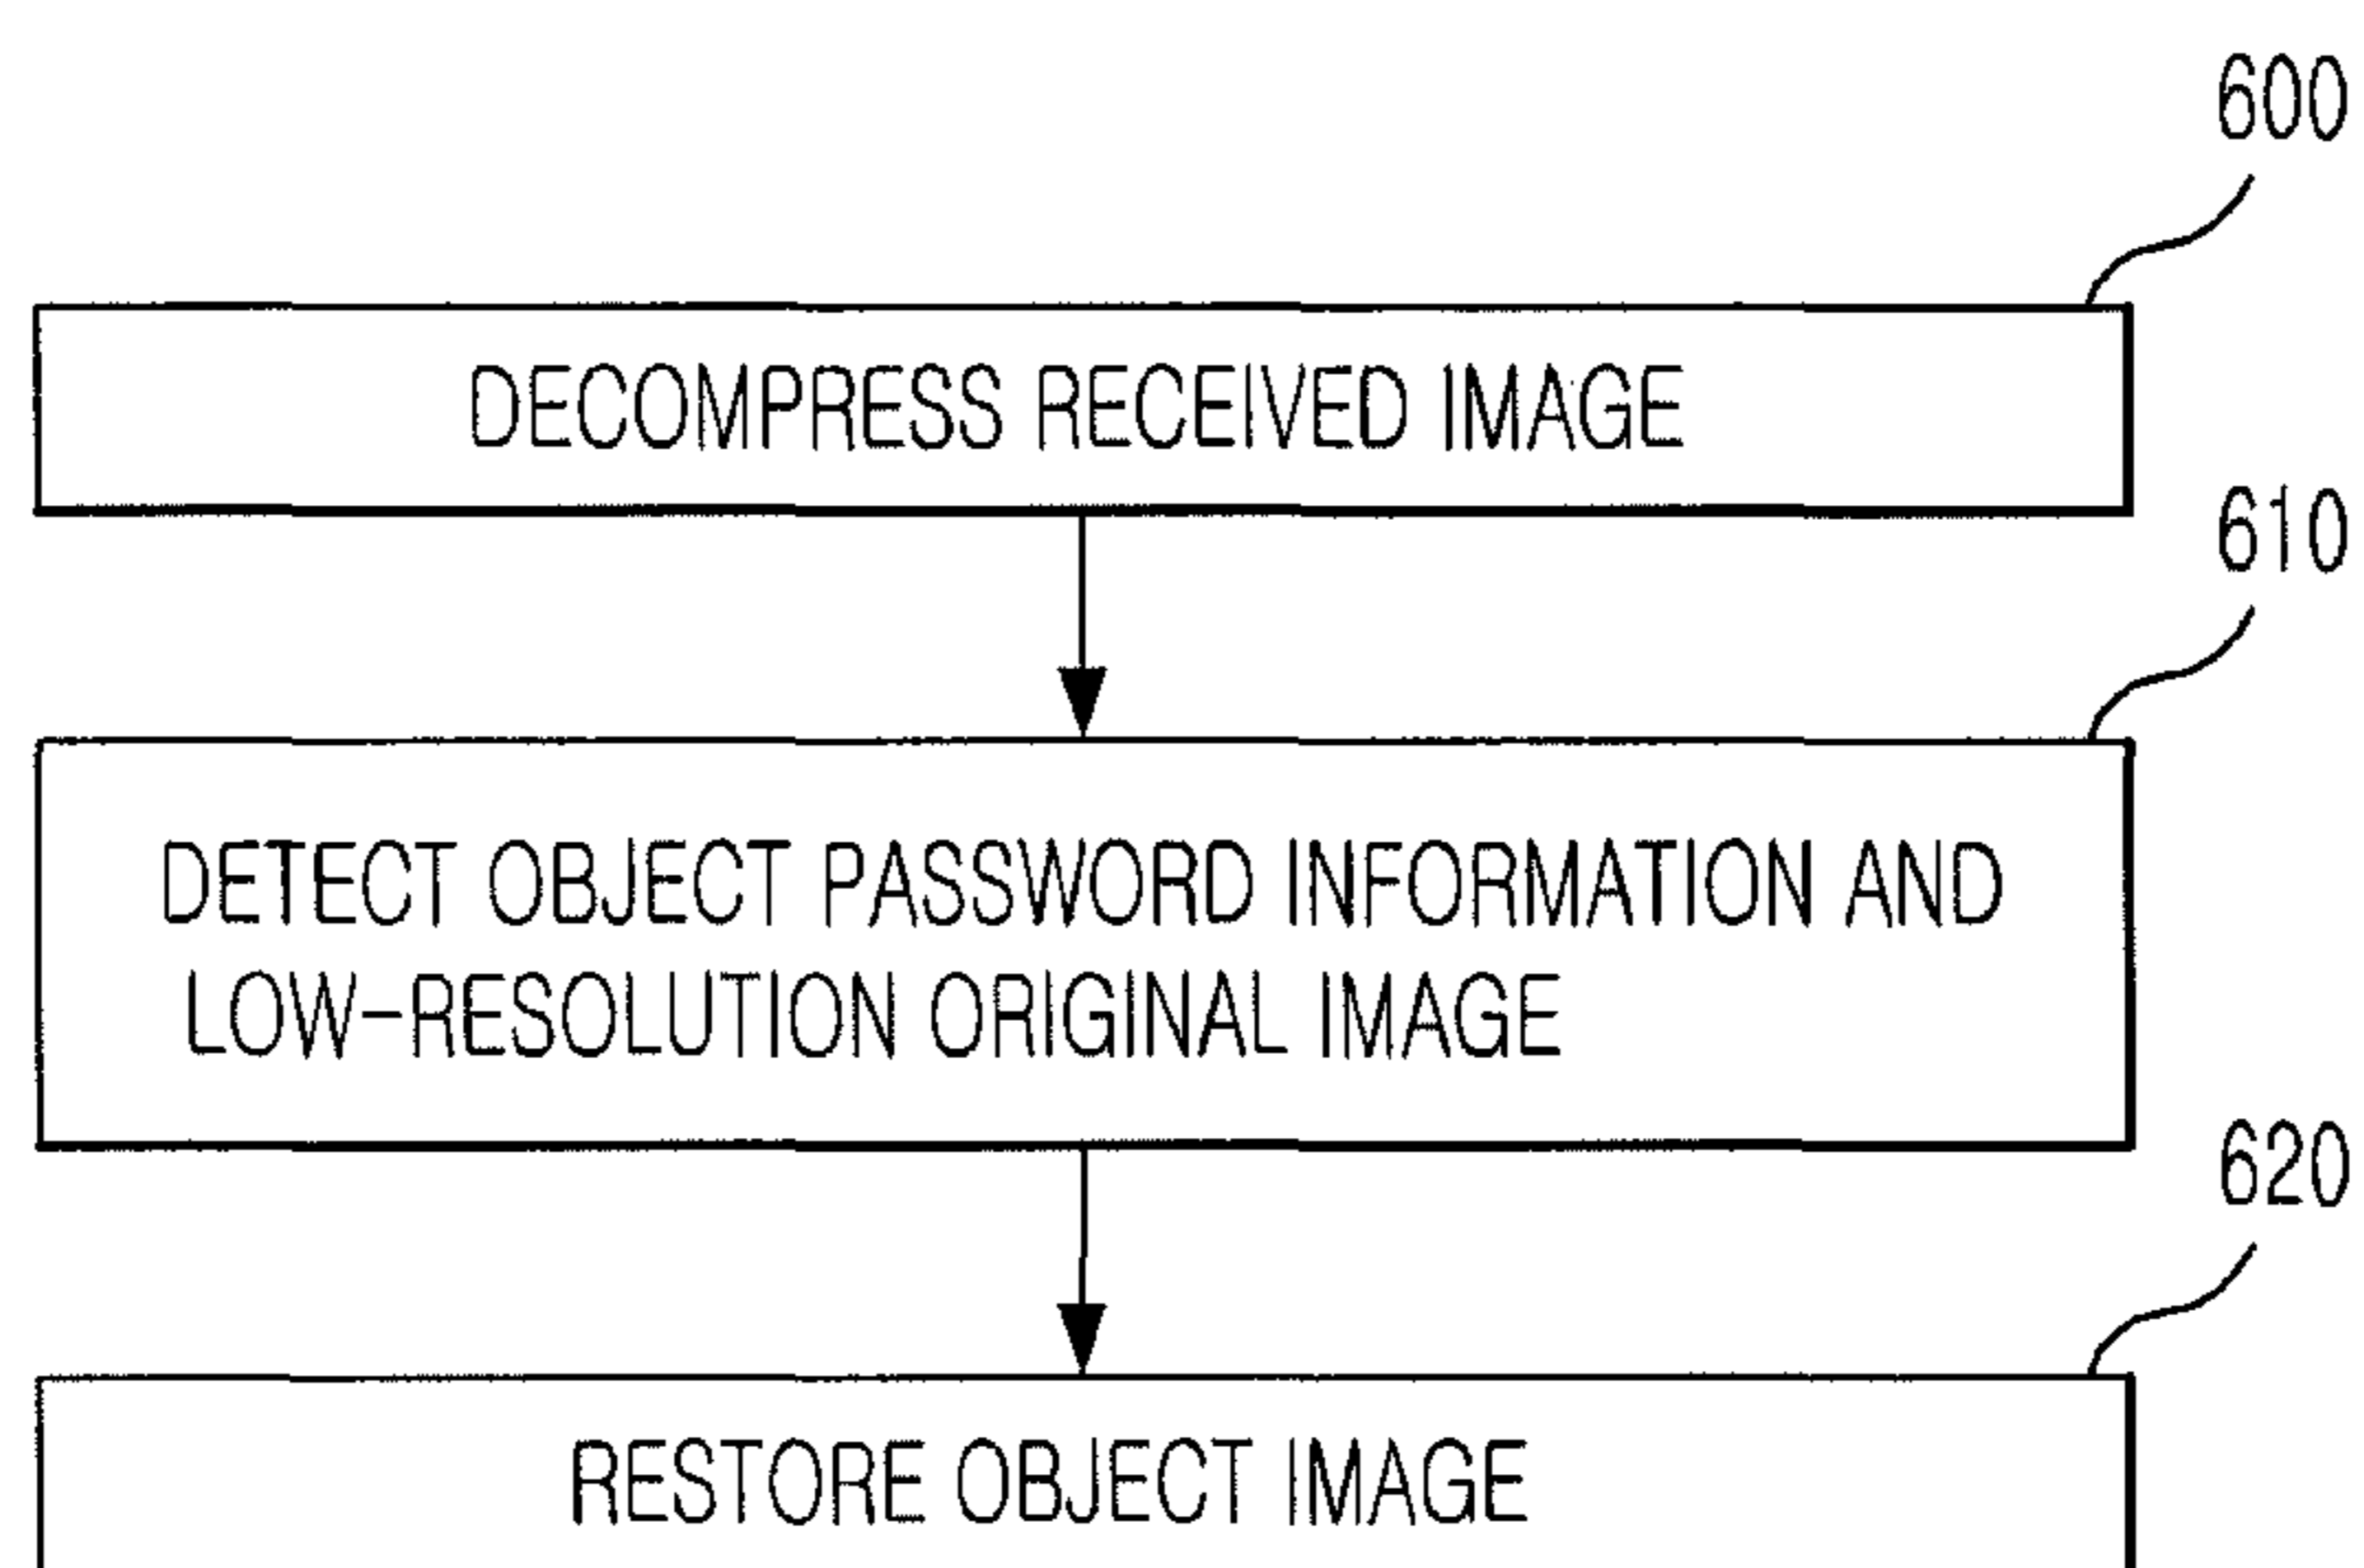 600
DECOMPRESS RECEIVED IMAGE
610
DETECT OBJECT PASSWORD INFORMATION AND
LOW-RESOLUTION ORIGINAL IMAGE
620
RESTORE OBJECT IMAGE